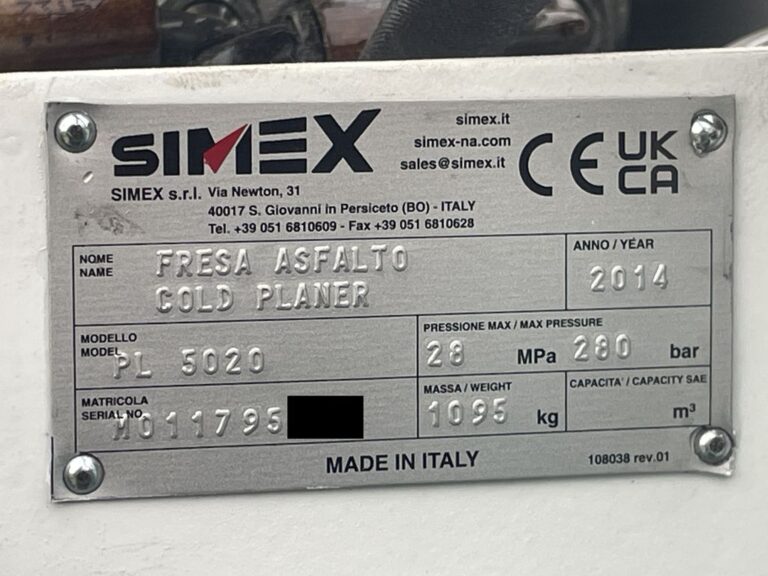 SIMEX
simex.it
simex-na.com
sales@simex.it
CE UK CA
SIMEX s.r.l. Via Newton, 31
40017 S. Giovanni in Persiceto (BO) - ITALY
Tel. +39 051 6810609 - Fax +39 051 6810628
NOME
NAME
FRESA ASFALTO
COLD PLANER
ANNO / YEAR
2014
MODELLO
MODEL
PL 5020
PRESSIONE MAX / MAX PRESSURE
28 MPa 280 bar
MATRICOLA
SERIAL NO.
M011795
MASSA / WEIGHT
1095 kg
CAPACITA' / CAPACITY SAE
m³
MADE IN ITALY
108038 rev.01